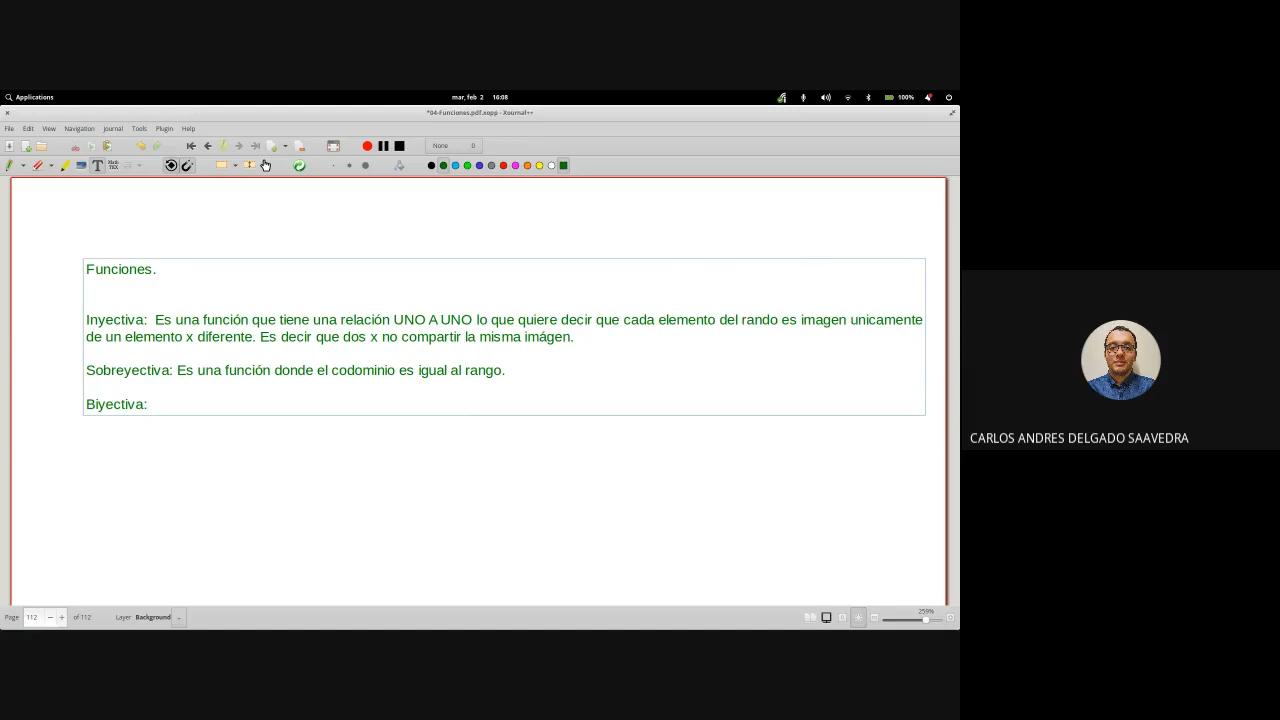 Applications
mar, feb 2 16:08
100%
*04-Funciones.pdf.xopp - Xournal++
File Edit View Navigation Journal Tools Plugin Help
None 0
Funciones.
Inyectiva: Es una función que tiene una relación UNO A UNO lo que quiere decir que cada elemento del rando es imagen unicamente
de un elemento x diferente. Es decir que dos x no compartir la misma imágen.
Sobreyectiva: Es una función donde el codominio es igual al rango.
Biyectiva:
CARLOS ANDRES DELGADO SAAVEDRA
Page 112 of 112 Layer Background
259%